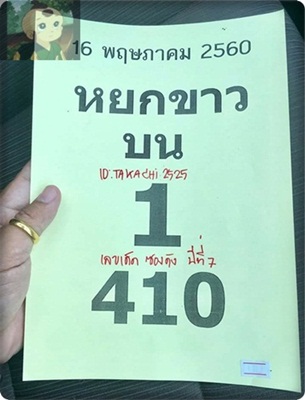 16 พฤษภาคม 2560
หยกขาว
บน
ID.TAKACHI.2525
1
เลขเด็ด ซองดัง ปีที่ 7
410